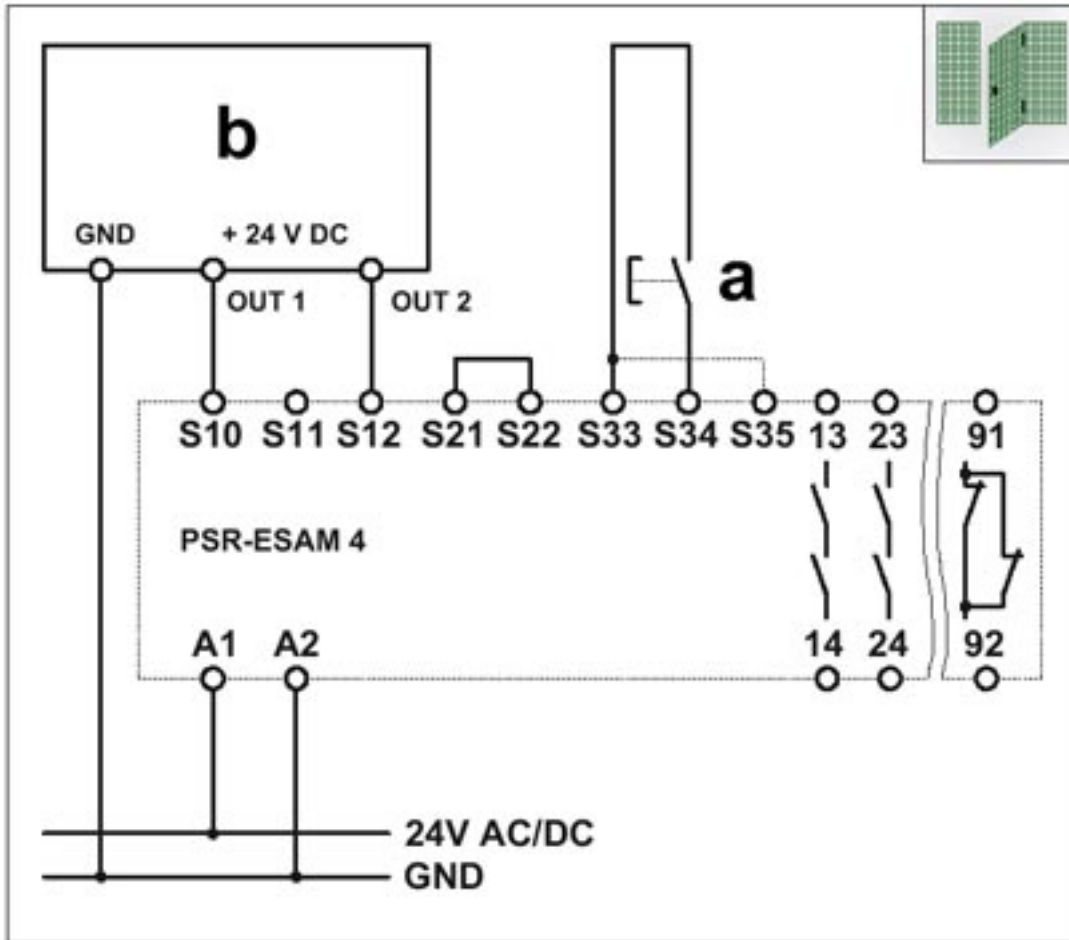 b
GND + 24 V DC
OUT 1 OUT 2
a
S10 S11 S12 S21 S22 S33 S34 S35 13 23 91
PSR-ESAM 4
A1 A2 14 24 92
24V AC/DC
GND